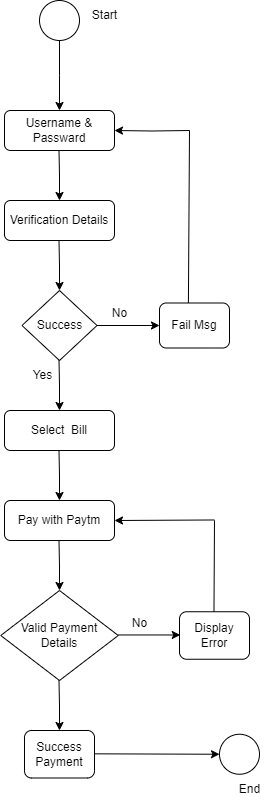 Start
Username &
Passward
Verification Details
Success
No
Fail Msg
Yes
Select Bill
Pay with Paytm
Valid Payment
Details
No
Display
Error
Success
Payment
End